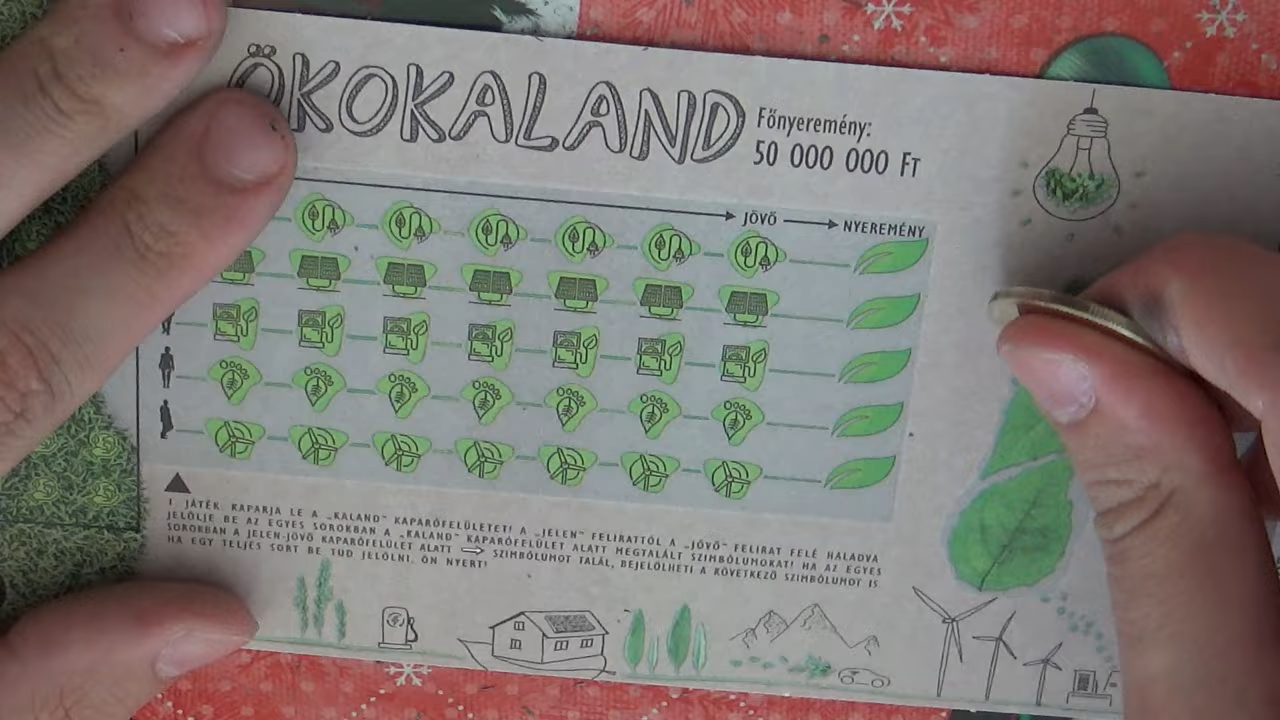 ÖKOKALAND
Főnyeremény:
50 000 000 Ft
JÖVŐ
NYEREMÉNY
1. JÁTÉK: KAPARJA LE A „KALAND” KAPARÓFELÜLETET! A „JELEN” FELIRATTÓL A „JÖVŐ” FELIRAT FELÉ HALADVA
JELÖLJE BE AZ EGYES SOROKBAN A „KALAND” KAPARÓFELÜLET ALATT MEGTALÁLT SZIMBÓLUMOKAT! HA AZ EGYES
SOROKBAN A JELEN-JÖVŐ KAPARÓFELÜLET ALATT ⇨ SZIMBÓLUMOT TALÁL, BEJELÖLHETI A KÖVETKEZŐ SZIMBÓLUMOT IS.
HA EGY TELJES SORT BE TUD JELÖLNI, ÖN NYERT!